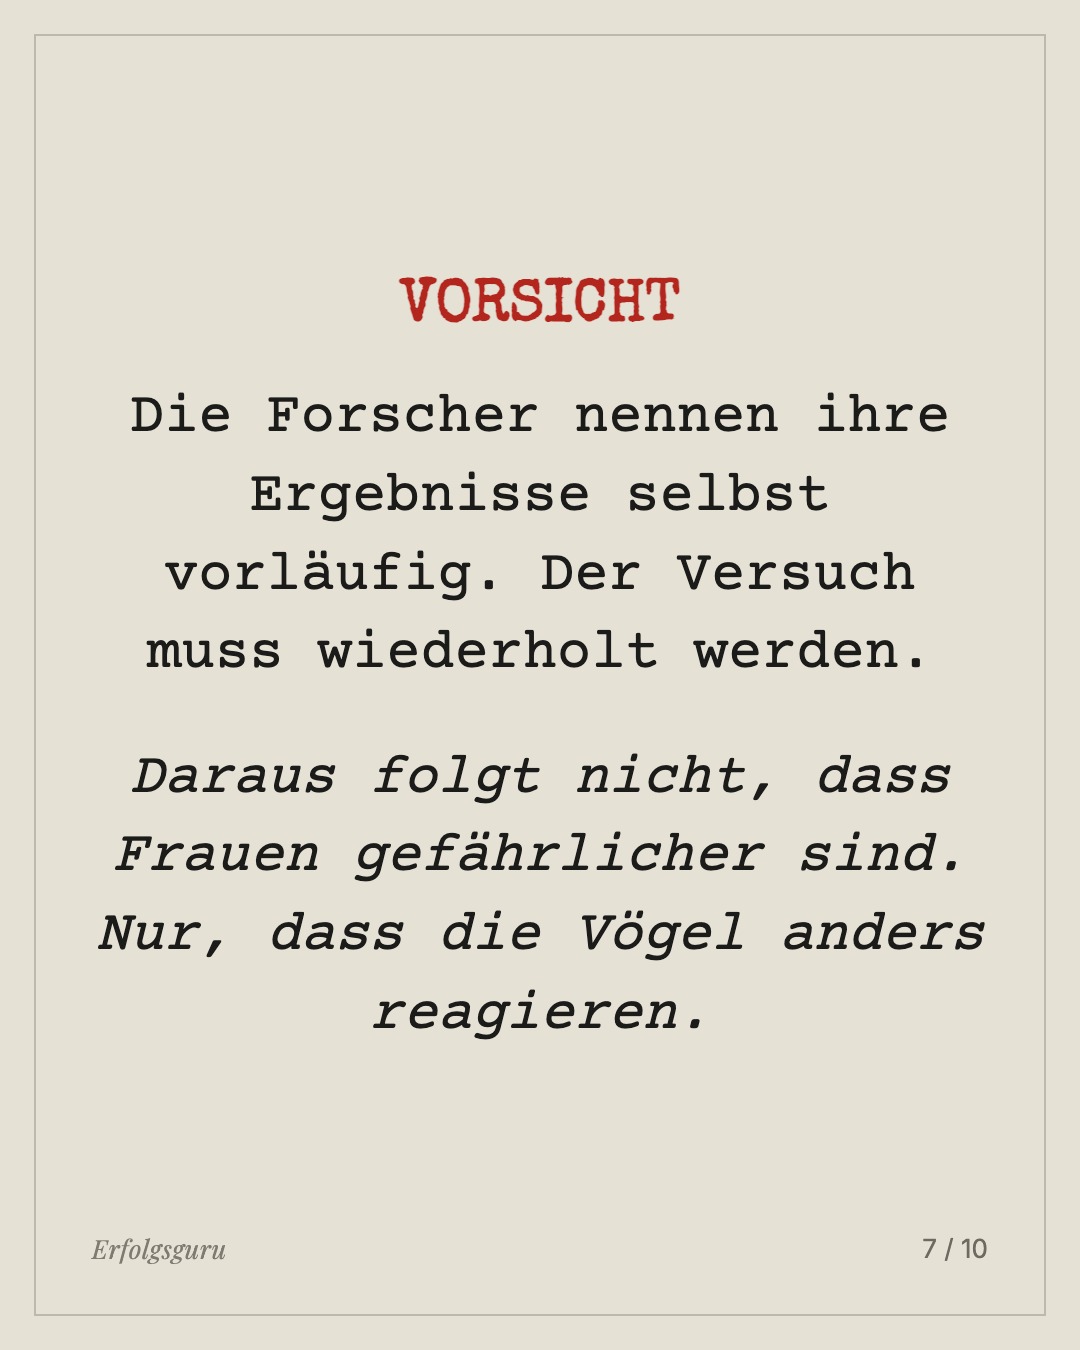 VORSICHT
Die Forscher nennen ihre
Ergebnisse selbst
vorläufig. Der Versuch
muss wiederholt werden.
Daraus folgt nicht, dass
Frauen gefährlicher sind.
Nur, dass die Vögel anders
reagieren.
Erfolgsguru
7 / 10